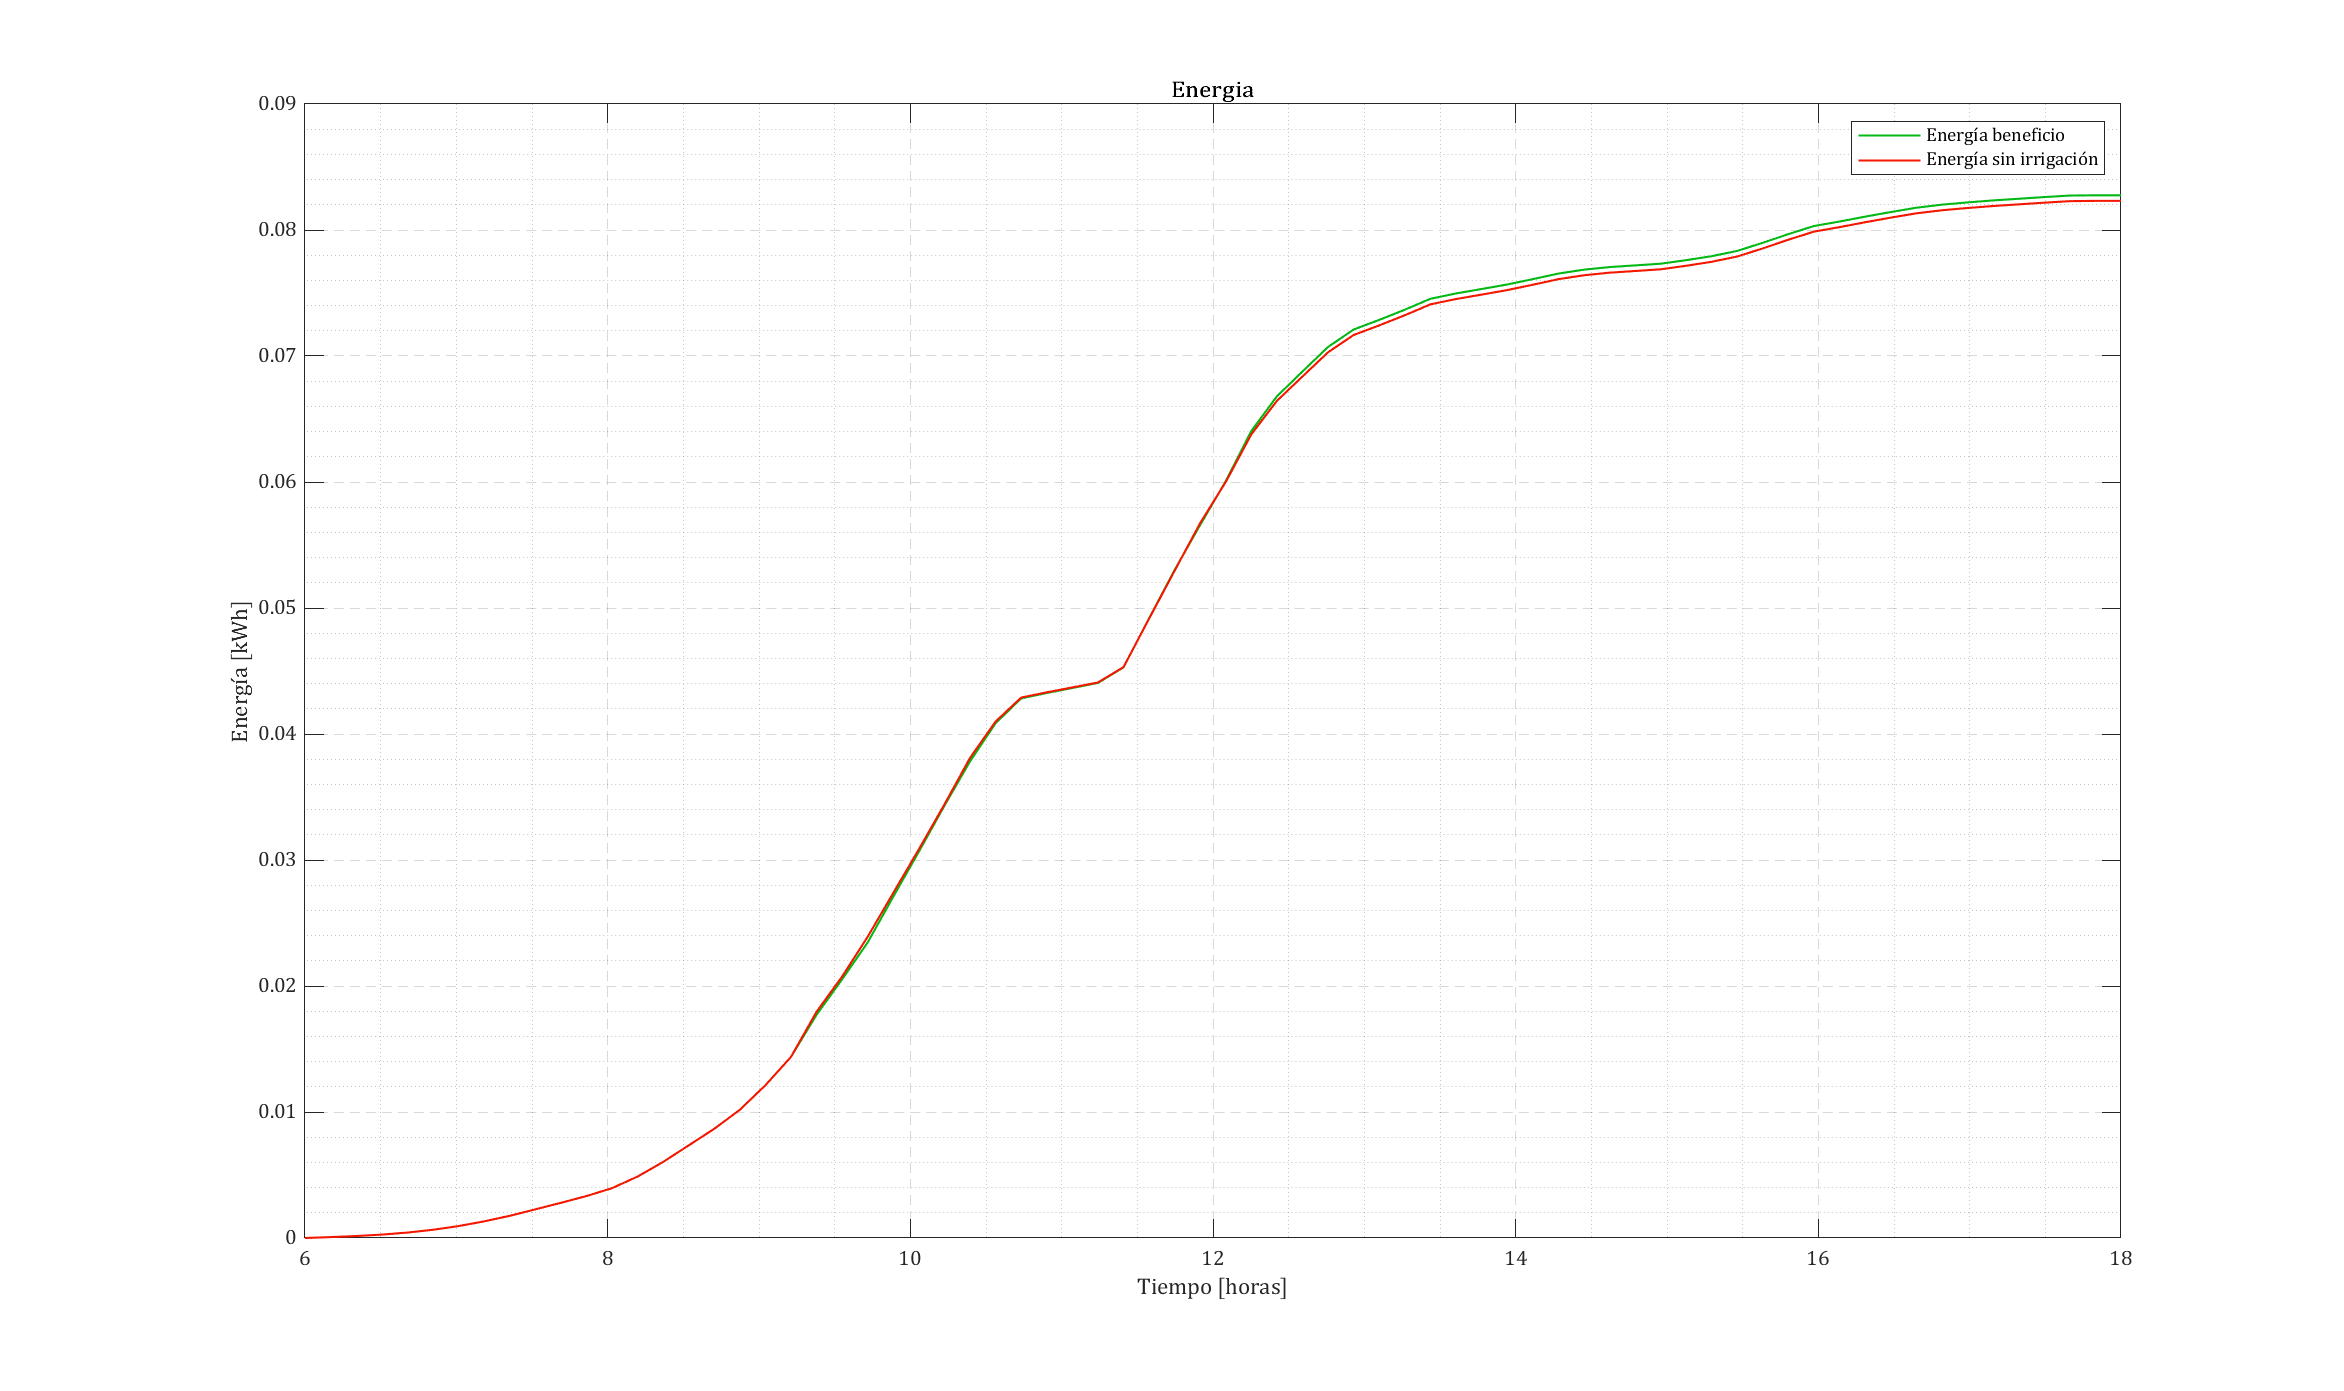 Energia
Energía beneficio
Energía sin irrigación
0.09
0.08
0.07
0.06
0.05
0.04
0.03
0.02
0.01
0
Energía [kWh]
6 8 10 12 14 16 18
Tiempo [horas]